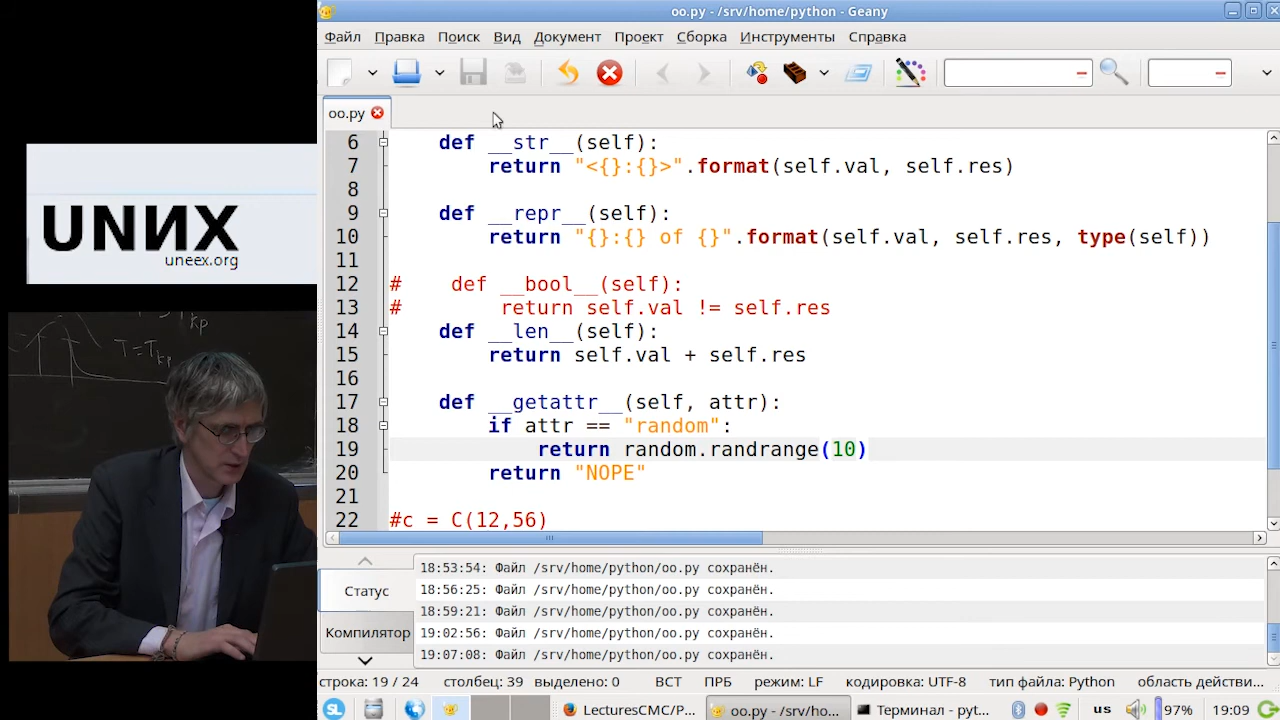 oo.py - /srv/home/python - Geany
Файл Правка Поиск Вид Документ Проект Сборка Инструменты Справка
oo.py
6 def __str__(self):
7 return "<{}:{}>".format(self.val, self.res)
8
9 def __repr__(self):
10 return "{}:{} of {}".format(self.val, self.res, type(self))
11
12 # def __bool__(self):
13 # return self.val != self.res
14 def __len__(self):
15 return self.val + self.res
16
17 def __getattr__(self, attr):
18 if attr == "random":
19 return random.randrange(10)
20 return "NOPE"
21
22 #c = C(12,56)
UNИX
uneex.org
T=Tкр
Статус
Компилятор
18:53:54: Файл /srv/home/python/oo.py сохранён.
18:56:25: Файл /srv/home/python/oo.py сохранён.
18:59:21: Файл /srv/home/python/oo.py сохранён.
19:02:56: Файл /srv/home/python/oo.py сохранён.
19:07:08: Файл /srv/home/python/oo.py сохранён.
строка: 19 / 24 столбец: 39 выделено: 0 ВСТ ПРБ режим: LF кодировка: UTF-8 тип файла: Python область действи...
LecturesCMC/P... oo.py - /srv/ho... Терминал - pyt... us 97% 19:09